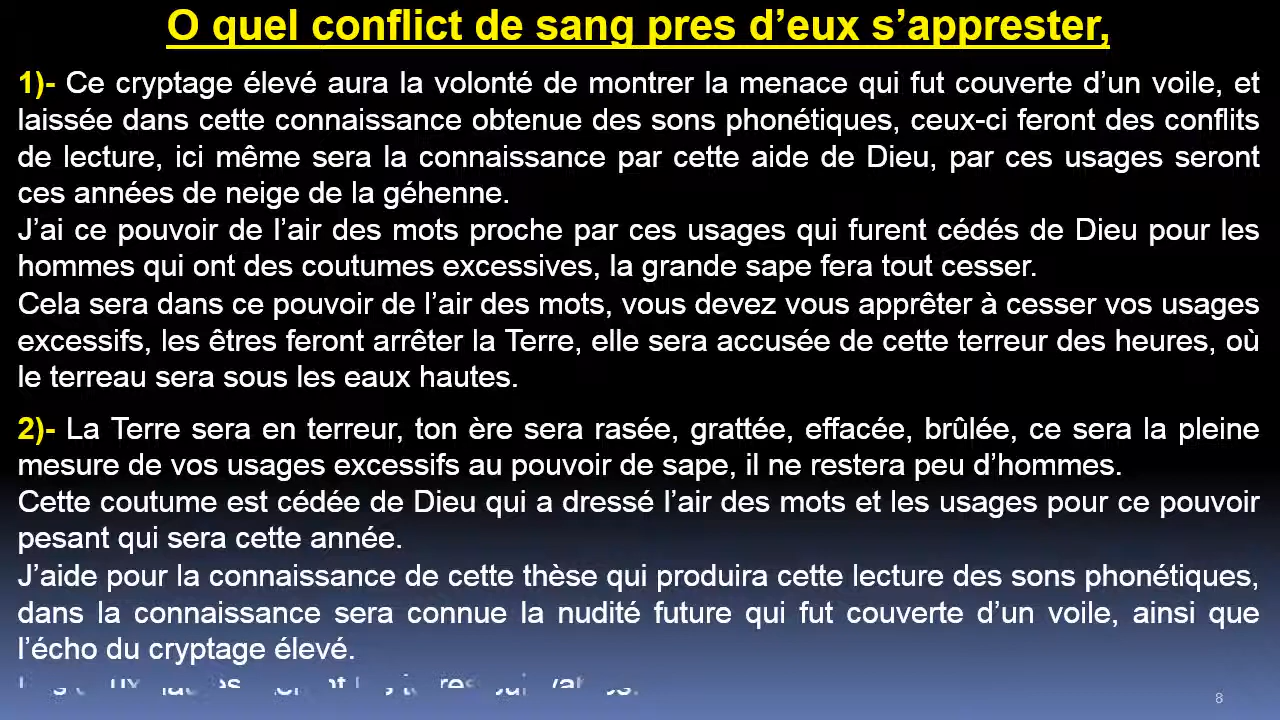 O quel conflict de sang pres d’eux s’apprester,
1)- Ce cryptage élevé aura la volonté de montrer la menace qui fut couverte d’un voile, et
laissée dans cette connaissance obtenue des sons phonétiques, ceux-ci feront des conflits
de lecture, ici même sera la connaissance par cette aide de Dieu, par ces usages seront
ces années de neige de la géhenne.
J’ai ce pouvoir de l’air des mots proche par ces usages qui furent cédés de Dieu pour les
hommes qui ont des coutumes excessives, la grande sape fera tout cesser.
Cela sera dans ce pouvoir de l’air des mots, vous devez vous apprêter à cesser vos usages
excessifs, les êtres feront arrêter la Terre, elle sera accusée de cette terreur des heures, où
le terreau sera sous les eaux hautes.
2)- La Terre sera en terreur, ton ère sera rasée, grattée, effacée, brûlée, ce sera la pleine
mesure de vos usages excessifs au pouvoir de sape, il ne restera peu d’hommes.
Cette coutume est cédée de Dieu qui a dressé l’air des mots et les usages pour ce pouvoir
pesant qui sera cette année.
J’aide pour la connaissance de cette thèse qui produira cette lecture des sons phonétiques,
dans la connaissance sera connue la nudité future qui fut couverte d’un voile, ainsi que
l’écho du cryptage élevé.
8